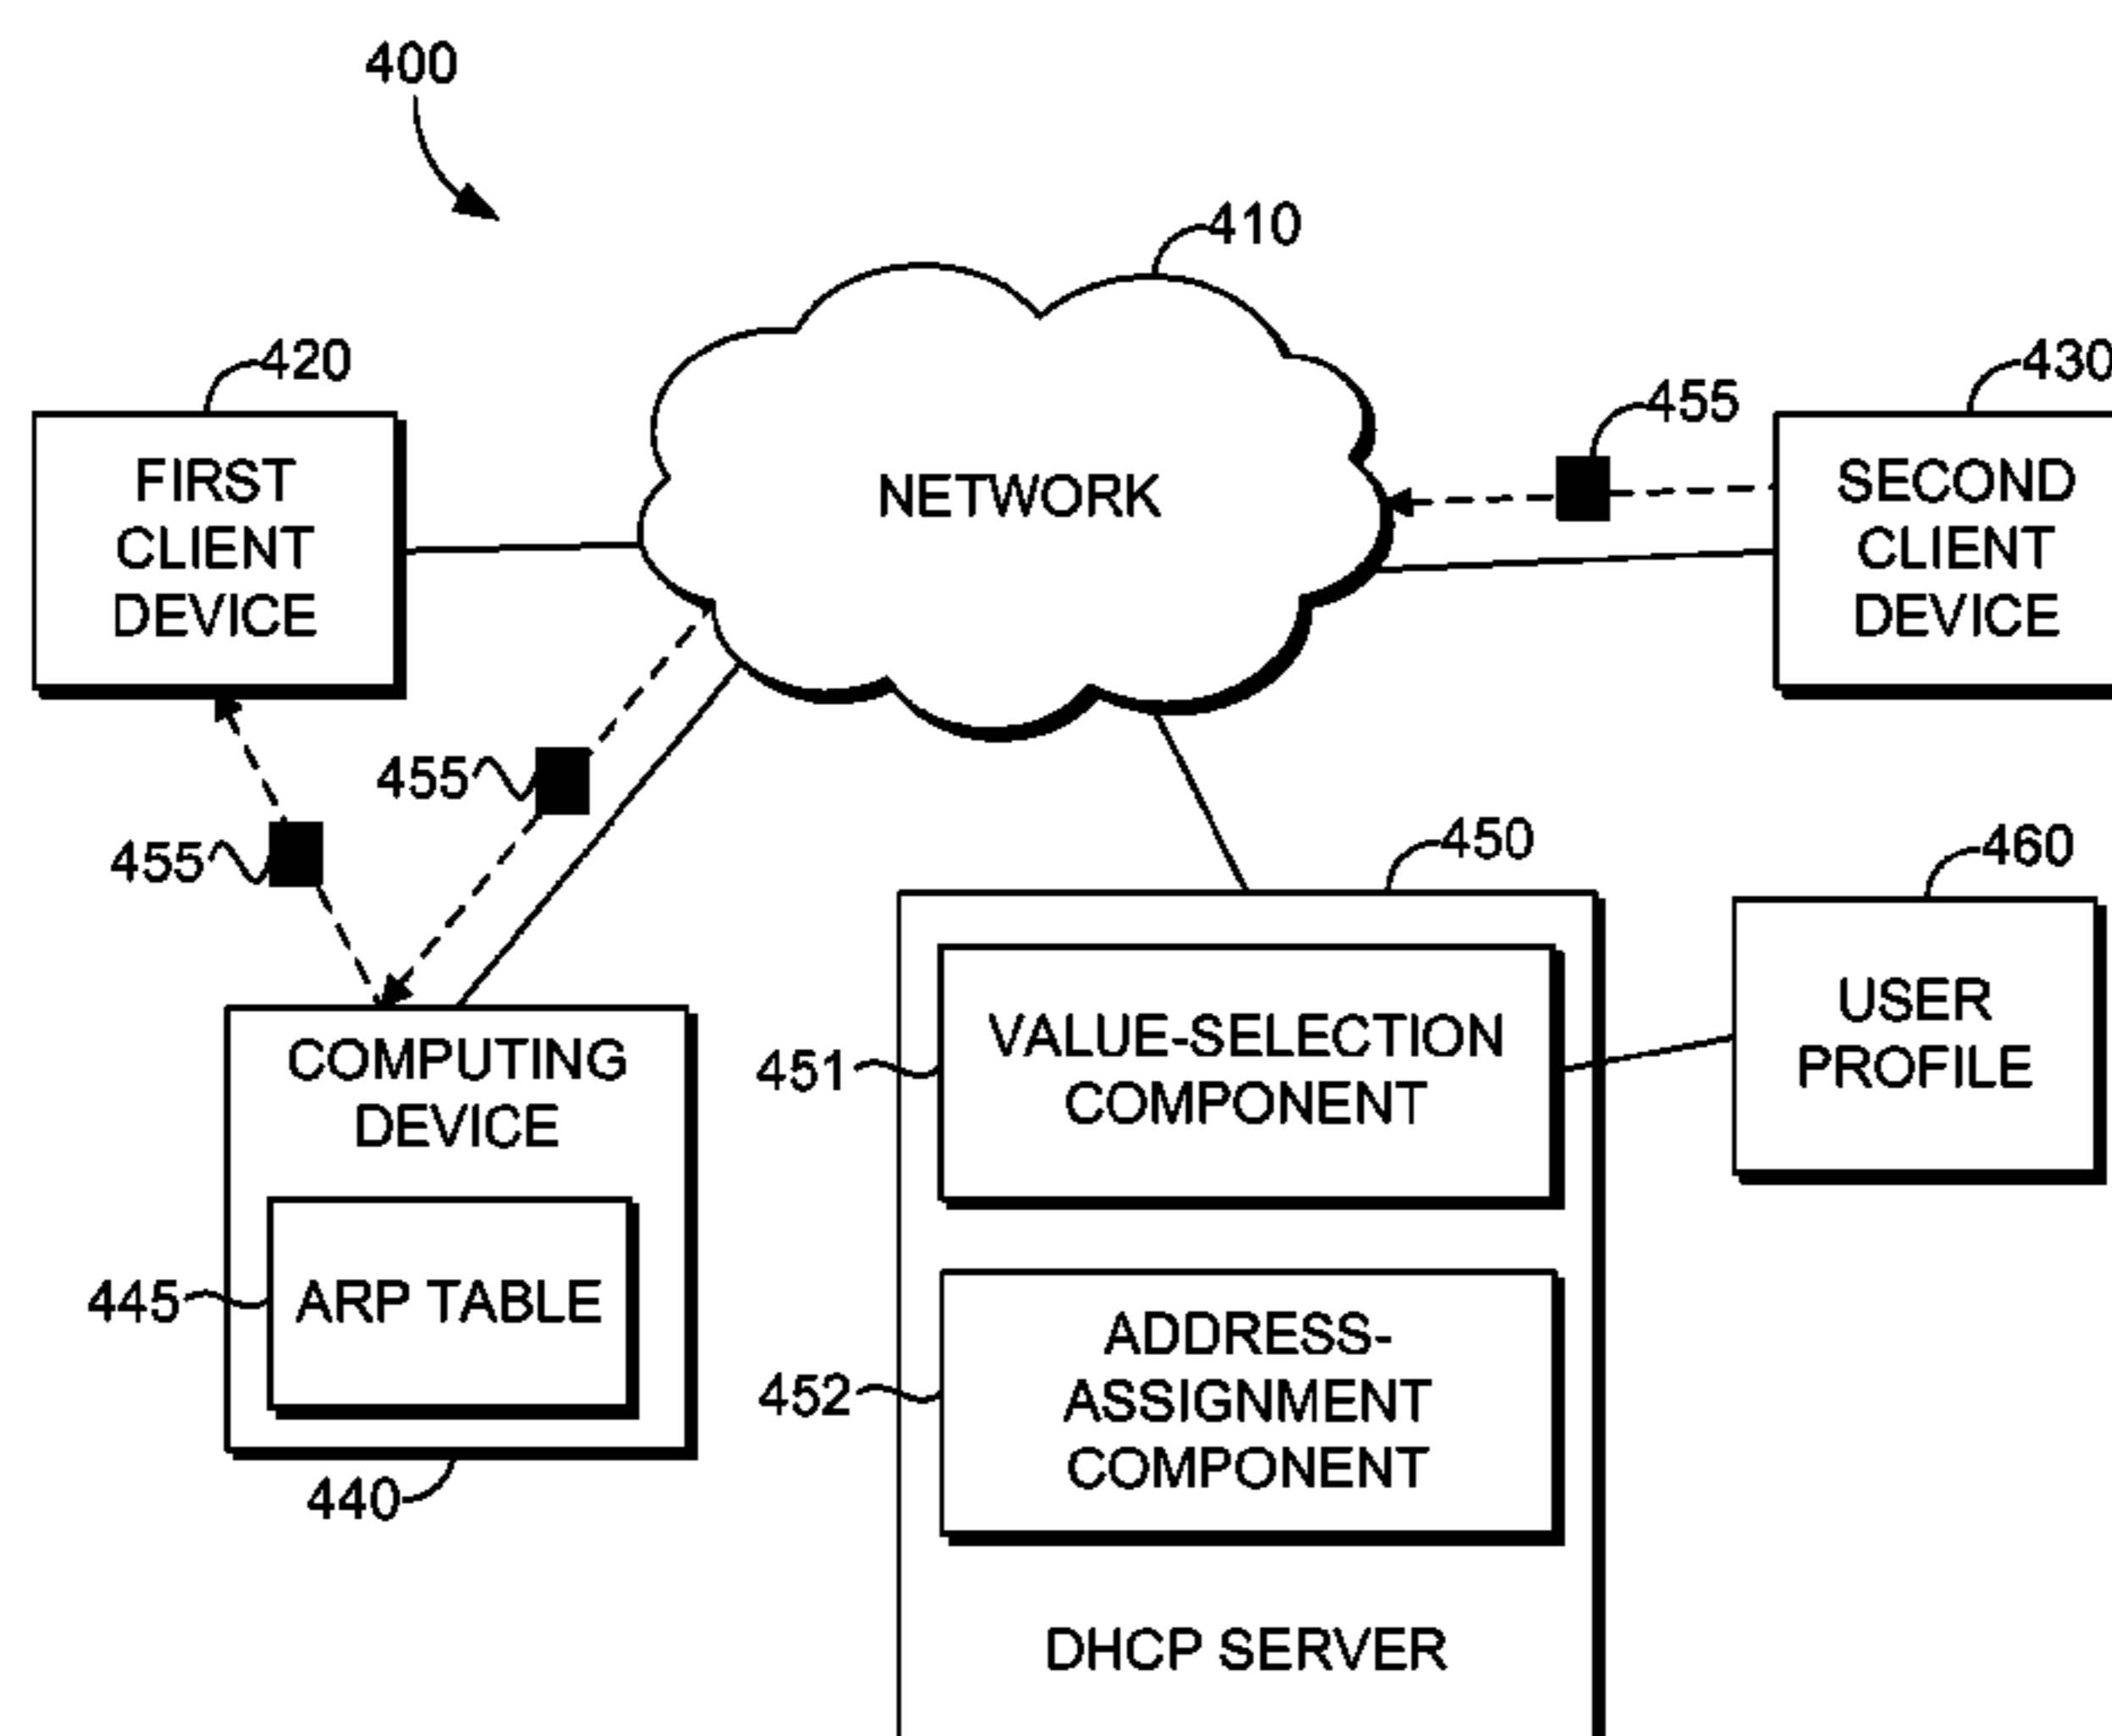 400
410
420
430
455
FIRST
CLIENT
DEVICE
NETWORK
SECOND
CLIENT
DEVICE
455
455
450
460
COMPUTING
DEVICE
451
VALUE-SELECTION
COMPONENT
USER
PROFILE
445
ARP TABLE
452
ADDRESS-
ASSIGNMENT
COMPONENT
440
DHCP SERVER